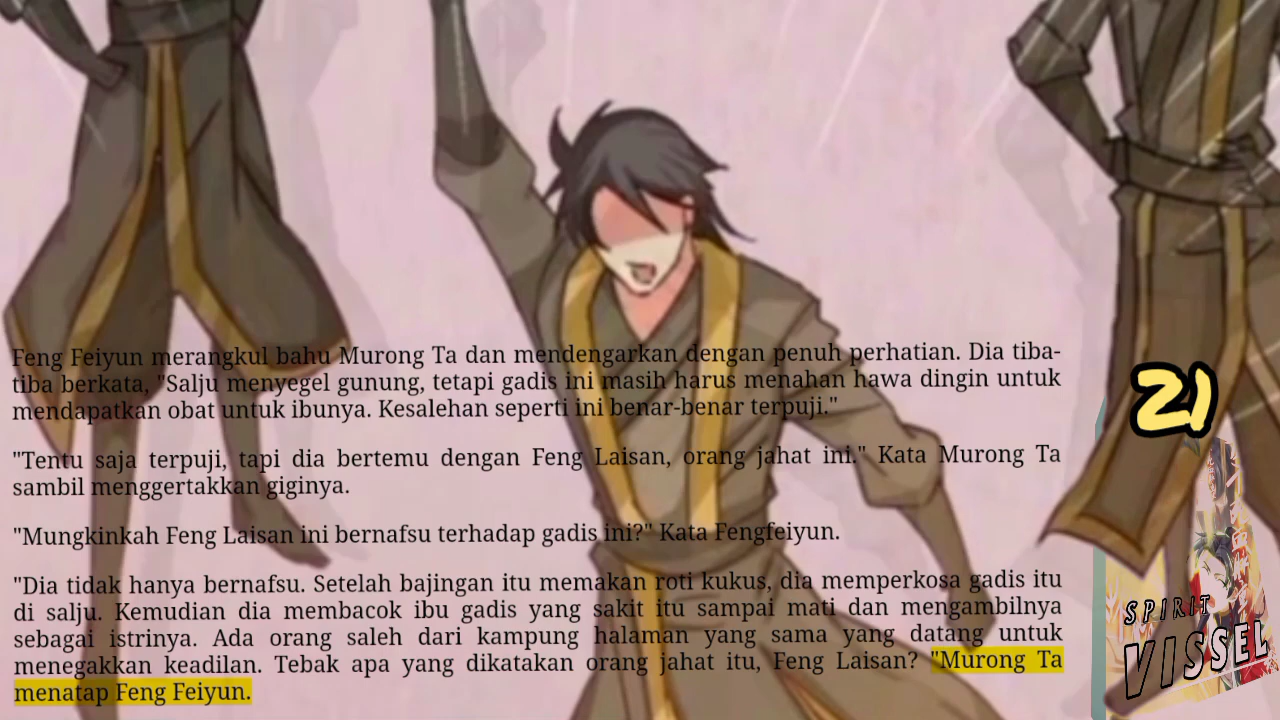 Feng Feiyun merangkul bahu Murong Ta dan mendengarkan dengan penuh perhatian. Dia tiba-
tiba berkata, "Salju menyegel gunung, tetapi gadis ini masih harus menahan hawa dingin untuk
mendapatkan obat untuk ibunya. Kesalehan seperti ini benar-benar terpuji."
"Tentu saja terpuji, tapi dia bertemu dengan Feng Laisan, orang jahat ini." Kata Murong Ta
sambil menggertakkan giginya.
"Mungkinkah Feng Laisan ini bernafsu terhadap gadis ini?" Kata Fengfeiyun.
"Dia tidak hanya bernafsu. Setelah bajingan itu memakan roti kukus, dia memperkosa gadis itu
di salju. Kemudian dia membacok ibu gadis yang sakit itu sampai mati dan mengambilnya
sebagai istrinya. Ada orang saleh dari kampung halaman yang sama yang datang untuk
menegakkan keadilan. Tebak apa yang dikatakan orang jahat itu, Feng Laisan? "Murong Ta
menatap Feng Feiyun.
21
SPIRIT
VISSEL